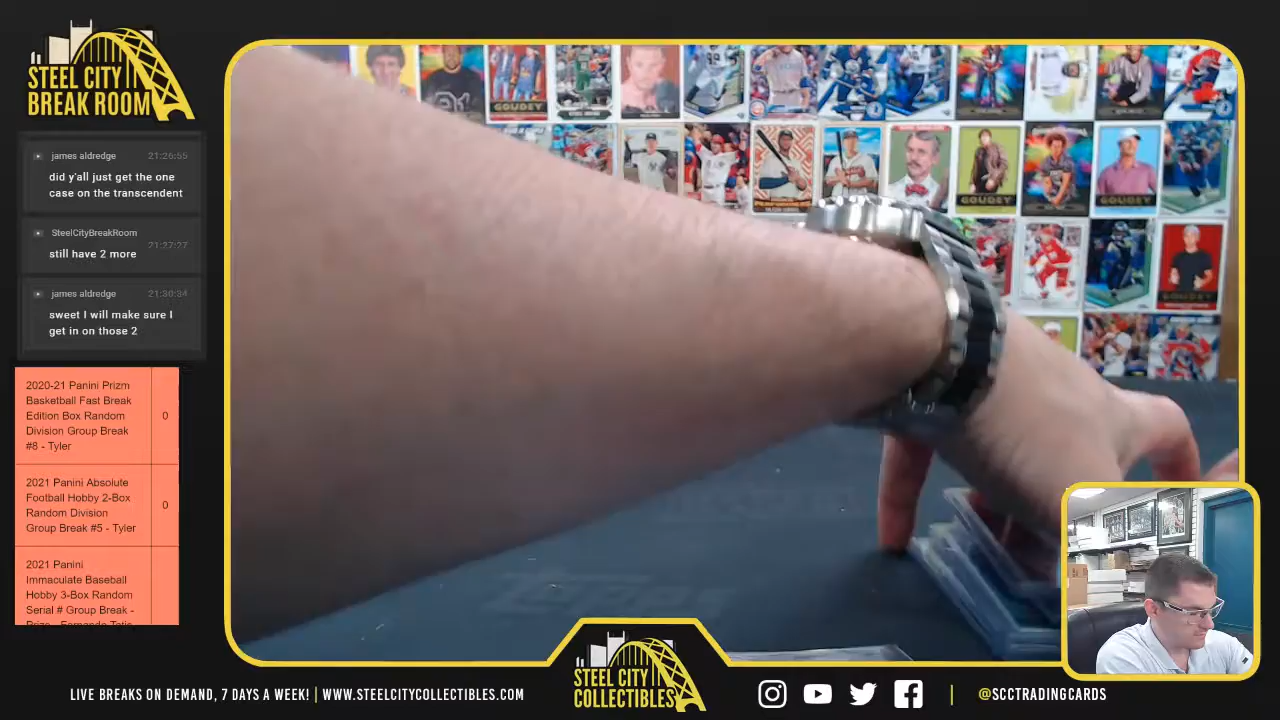 STEEL CITY
BREAK ROOM
james aldredge 21:26:55
did y'all just get the one
case on the transcendent
SteelCityBreakRoom
21:27:27
still have 2 more
james aldredge 21:30:34
sweet I will make sure I
get in on those 2
2020-21 Panini Prizm
Basketball Fast Break
Edition Box Random
Division Group Break
#8 - Tyler
0
2021 Panini Absolute
Football Hobby 2-Box
Random Division
Group Break #5 - Tyler
0
2021 Panini
Immaculate Baseball
Hobby 3-Box Random
Serial # Group Break -
GOUDEY
GOUDEY
GOUDEY
GOUDEY
GOUDEY
STEEL CITY
COLLECTIBLES
LIVE BREAKS ON DEMAND, 7 DAYS A WEEK! | WWW.STEELCITYCOLLECTIBLES.COM
| @SCCTRADINGCARDS